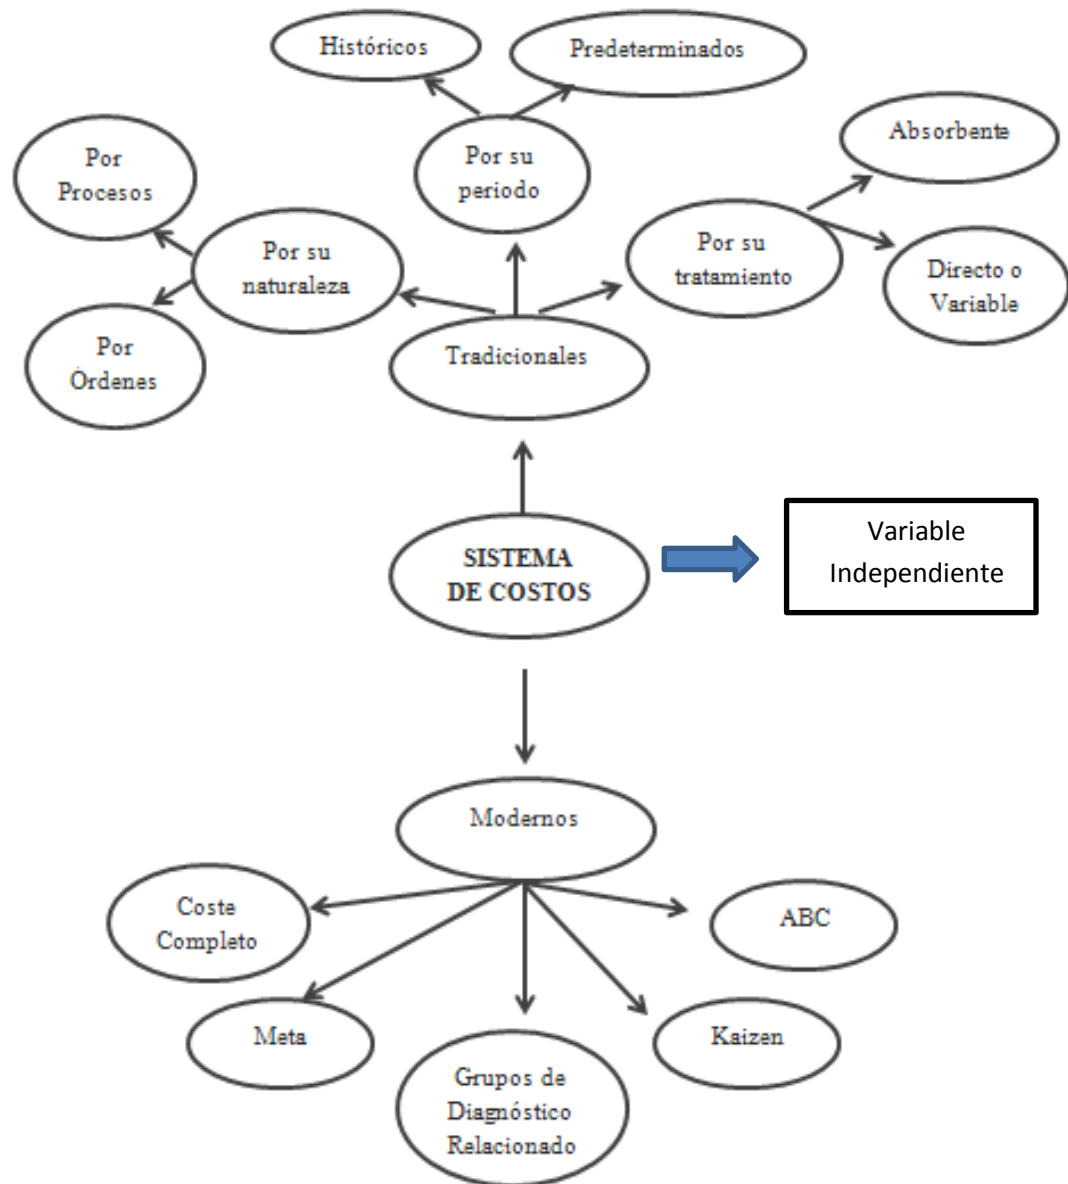 Históricos
Predeterminados
Absorbente
Por
Procesos
Por su
periodo
Por su
naturaleza
Por su
tratamiento
Directo o
Variable
Por
Órdenes
Tradicionales
SISTEMA
DE COSTOS
Variable
Independiente
Modernos
Coste
Completo
ABC
Meta
Kaizen
Grupos de
Diagnóstico
Relacionado